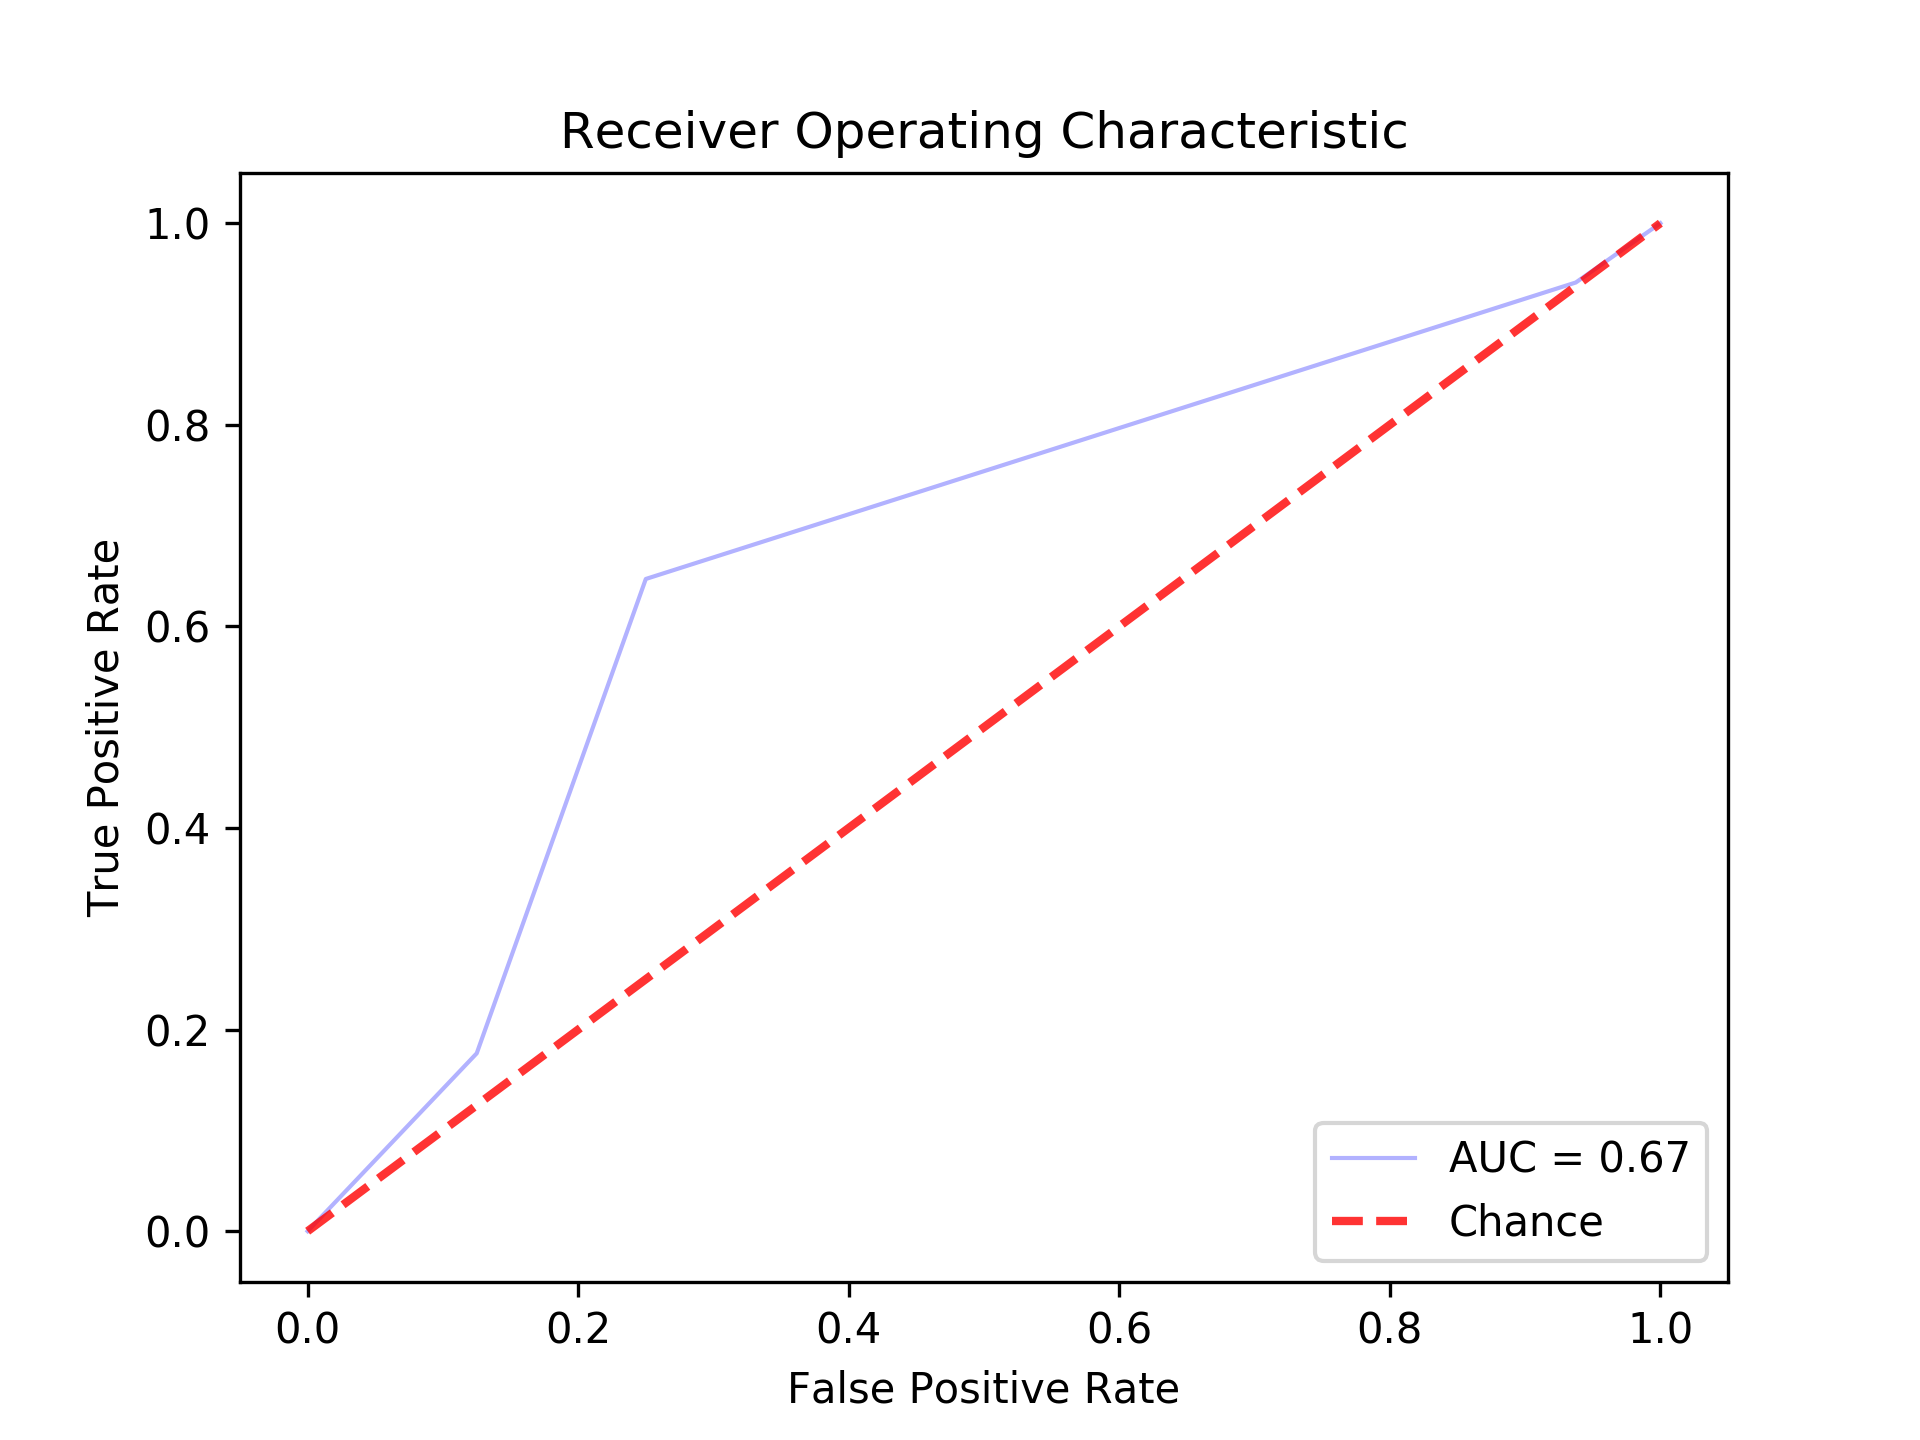 Receiver Operating Characteristic
True Positive Rate
1.0
0.8
0.6
0.4
0.2
0.0
AUC = 0.67
Chance
0.0 0.2 0.4 0.6 0.8 1.0
False Positive Rate